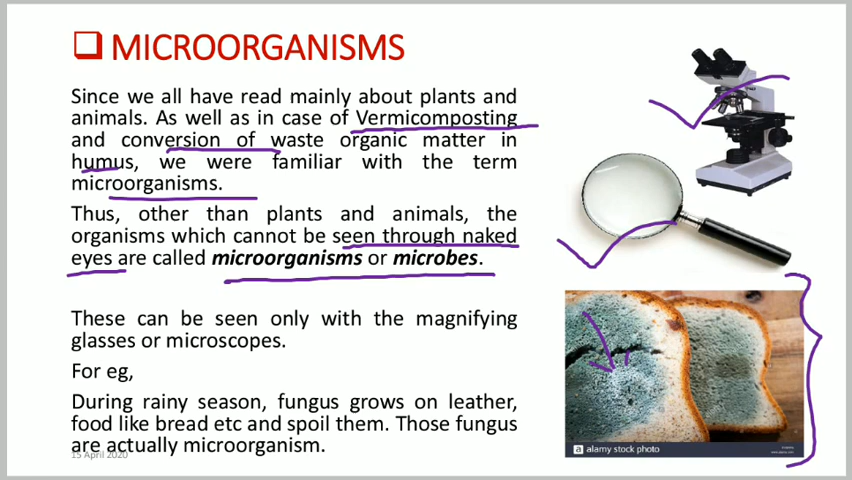 MICROORGANISMS
Since we all have read mainly about plants and
animals. As well as in case of Vermicomposting
and conversion of waste organic matter in
humus, we were familiar with the term
microorganisms.
Thus, other than plants and animals, the
organisms which cannot be seen through naked
eyes are called microorganisms or microbes.
These can be seen only with the magnifying
glasses or microscopes.
For eg,
During rainy season, fungus grows on leather,
food like bread etc and spoil them. Those fungus
are actually microorganism.
15 April 2020
a alamy stock photo